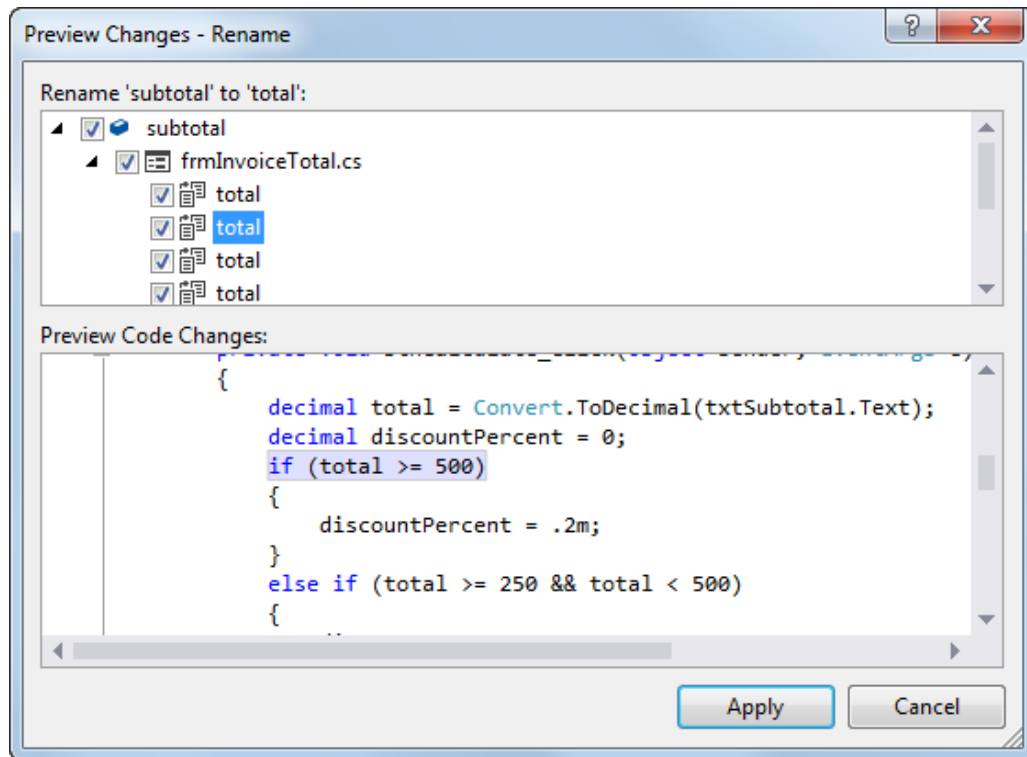 Preview Changes - Rename
Rename 'subtotal' to 'total':
subtotal
frmInvoiceTotal.cs
total
total
total
total
Preview Code Changes:
{
decimal total = Convert.ToDecimal(txtSubtotal.Text);
decimal discountPercent = 0;
if (total >= 500)
{
discountPercent = .2m;
}
else if (total >= 250 && total < 500)
{
Apply Cancel